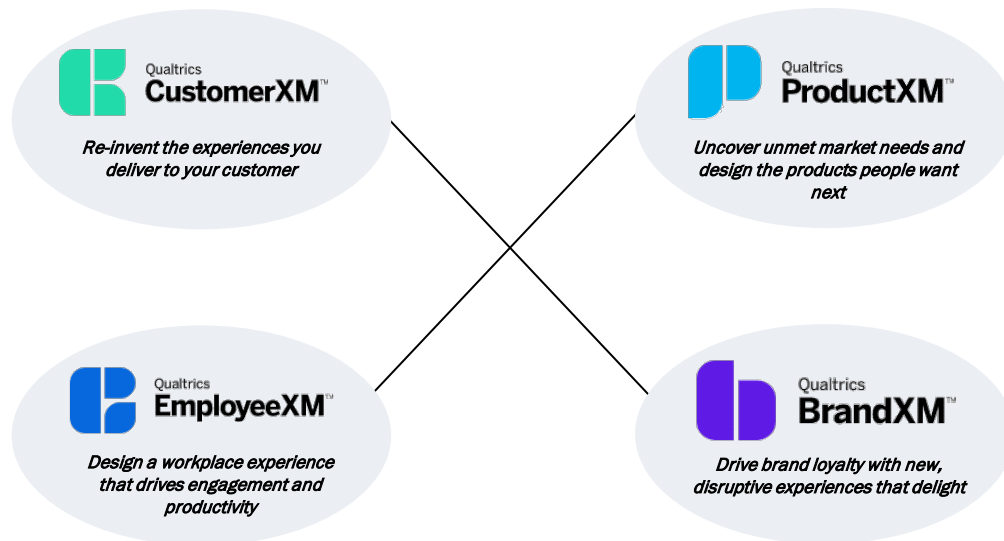 Qualtrics
CustomerXM™
Re-invent the experiences you
deliver to your customer
Qualtrics
ProductXM™
Uncover unmet market needs and
design the products people want
next
Qualtrics
EmployeeXM™
Design a workplace experience
that drives engagement and
productivity
Qualtrics
BrandXM™
Drive brand loyalty with new,
disruptive experiences that delight